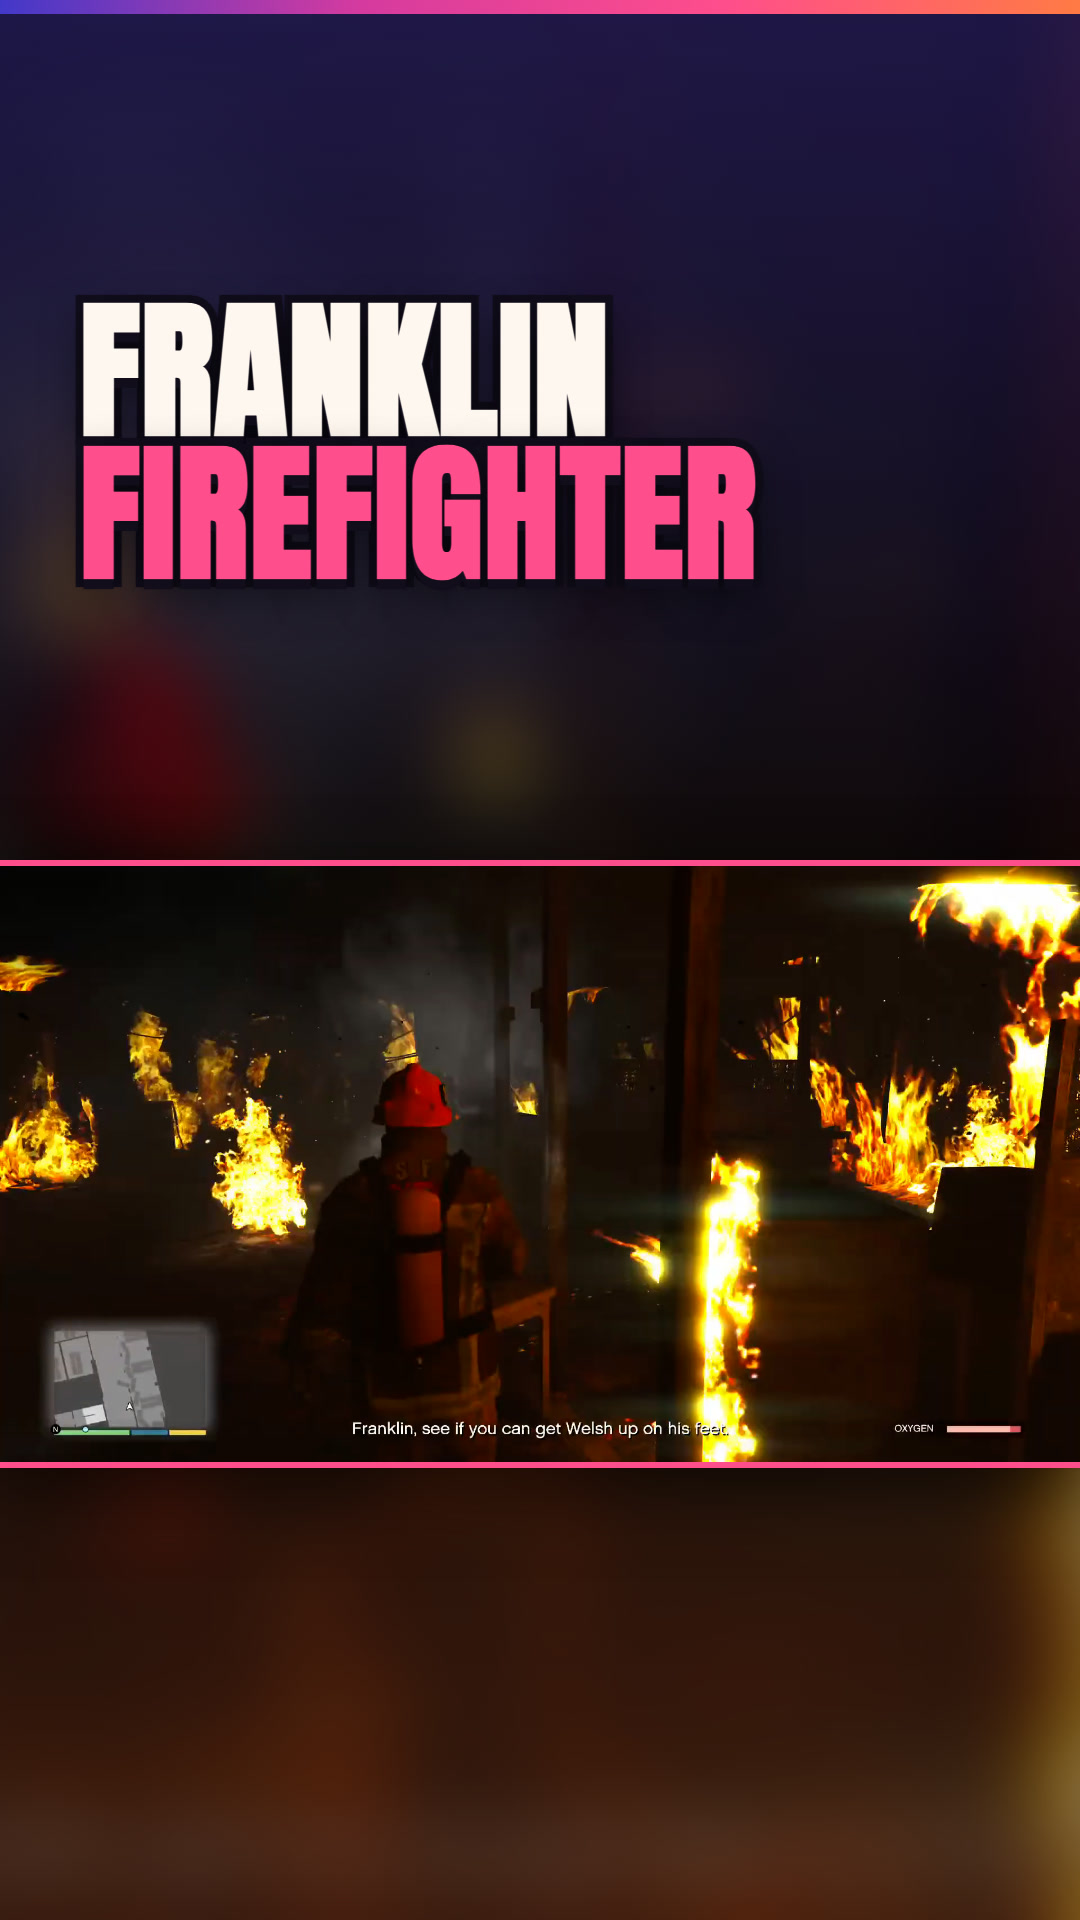 FRANKLIN
FIREFIGHTER
S F
N
Franklin, see if you can get Welsh up on his feet.
OXYGEN